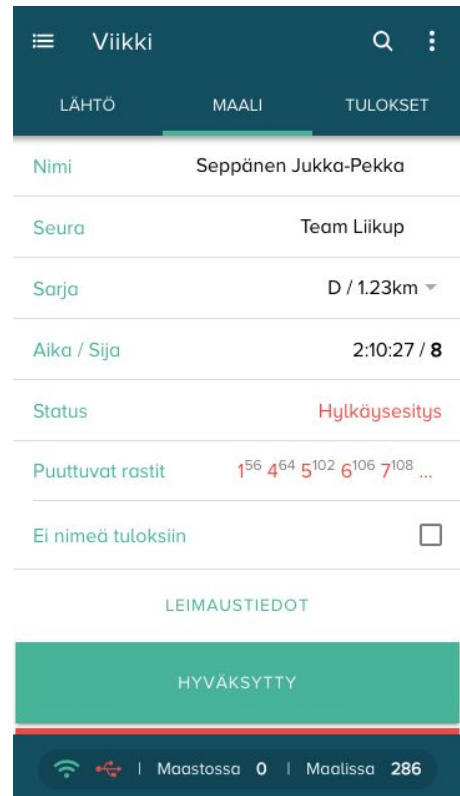 Viikki
LÄHTÖ MAALI TULOKSET
Nimi Seppänen Jukka-Pekka
Seura Team Liikup
Sarja D / 1.23km
Aika / Sija 2:10:27 / 8
Status Hylkäysesitys
Puuttuvat rastit 1⁵⁶ 4⁶⁴ 5¹⁰² 6¹⁰⁶ 7¹⁰⁸ ...
Ei nimeä tuloksiin
LEIMAUSTIEDOT
HYVÄKSYTTY
| Maastossa 0 | Maalissa 286